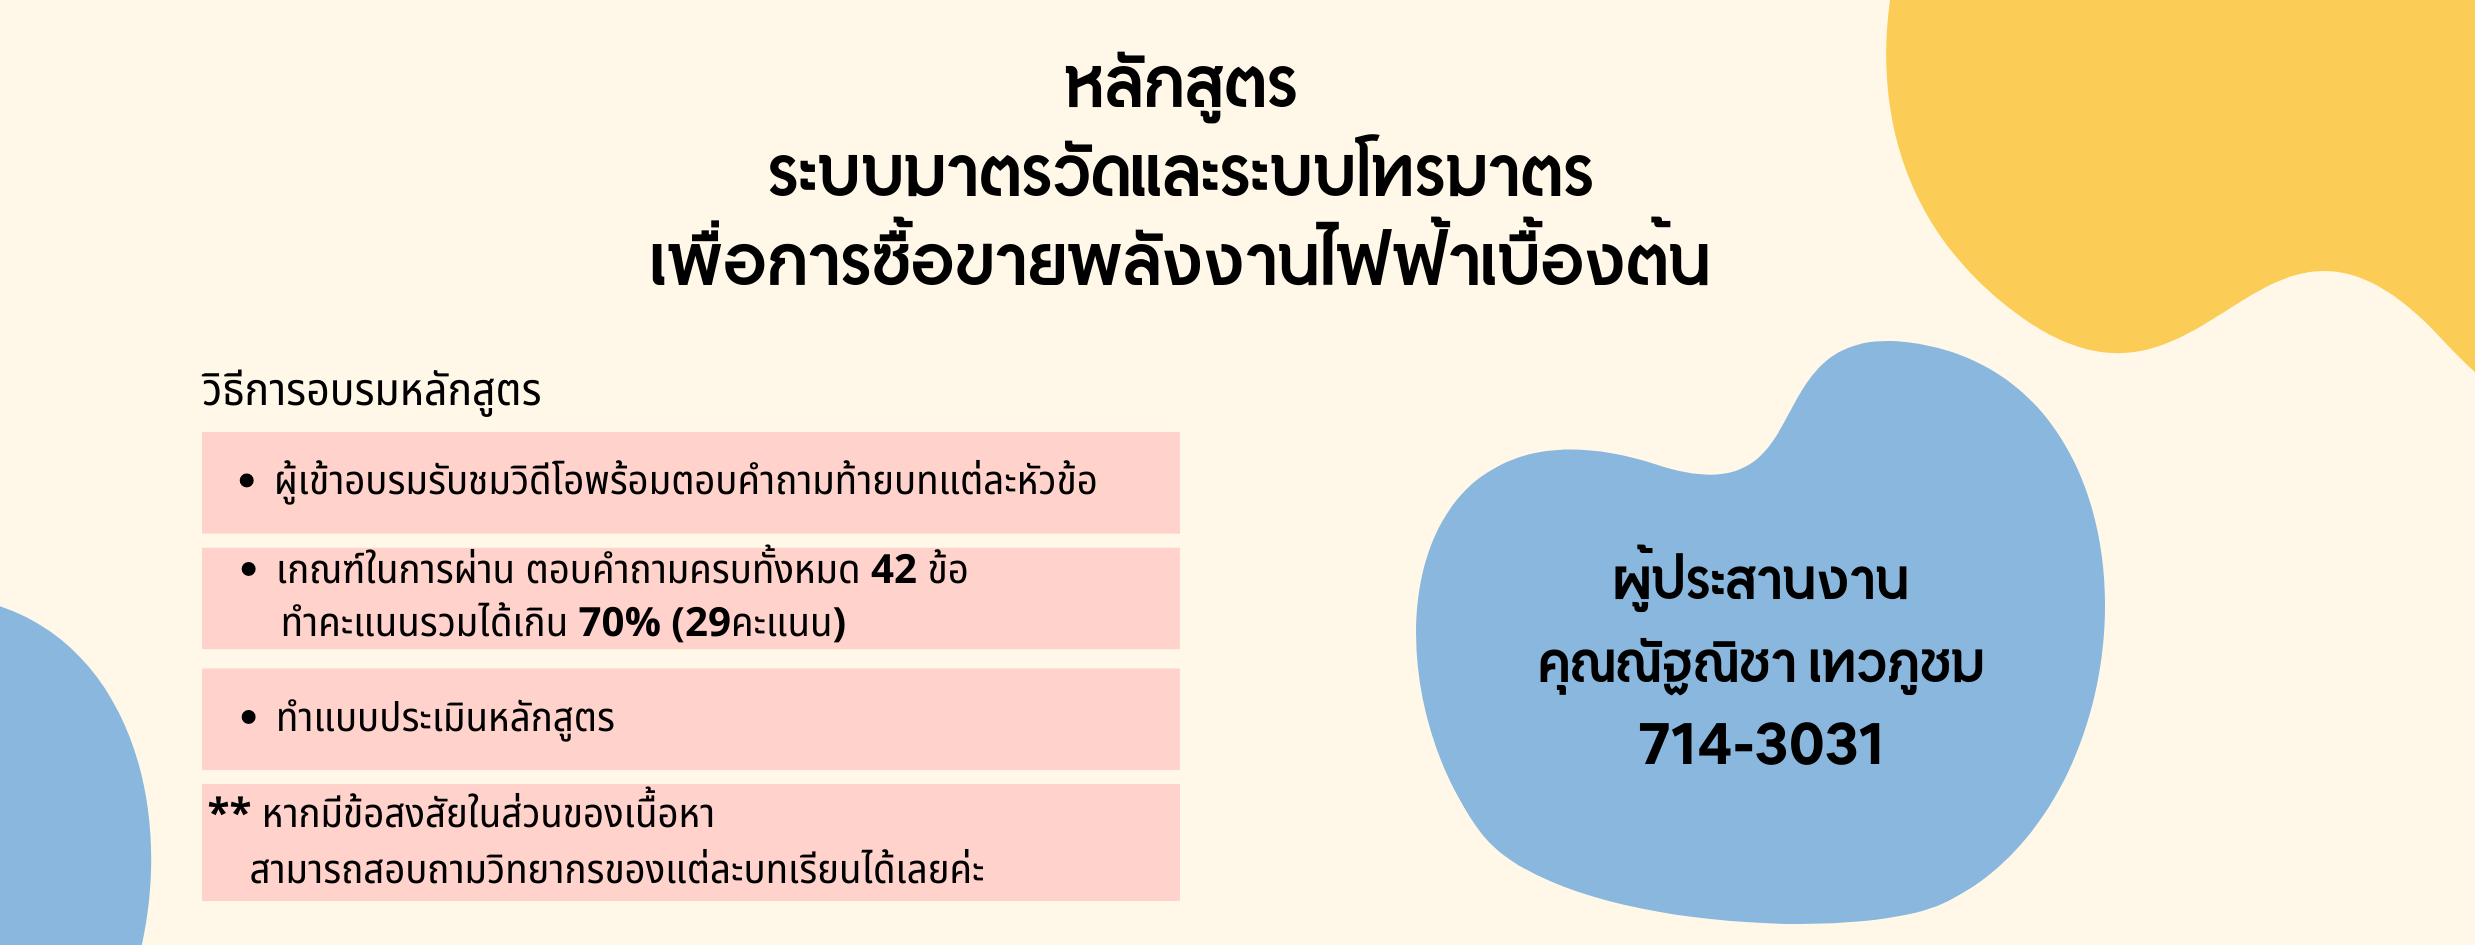 หลักสูตร
ระบบมาตรวัดและระบบโทรมาตร
เพื่อการซื้อขายพลังงานไฟฟ้าเบื้องต้น
วิธีการอบรมหลักสูตร
• ผู้เข้าอบรมรับชมวิดีโอพร้อมตอบคำถามท้ายบทแต่ละหัวข้อ
• เกณฑ์ในการผ่าน ตอบคำถามครบทั้งหมด 42 ข้อ
ทำคะแนนรวมได้เกิน 70% (29คะแนน)
• ทำแบบประเมินหลักสูตร
** หากมีข้อสงสัยในส่วนของเนื้อหา
สามารถสอบถามวิทยากรของแต่ละบทเรียนได้เลยค่ะ
ผู้ประสานงาน
คุณณัฐณิชา เทวภูชม
714-3031